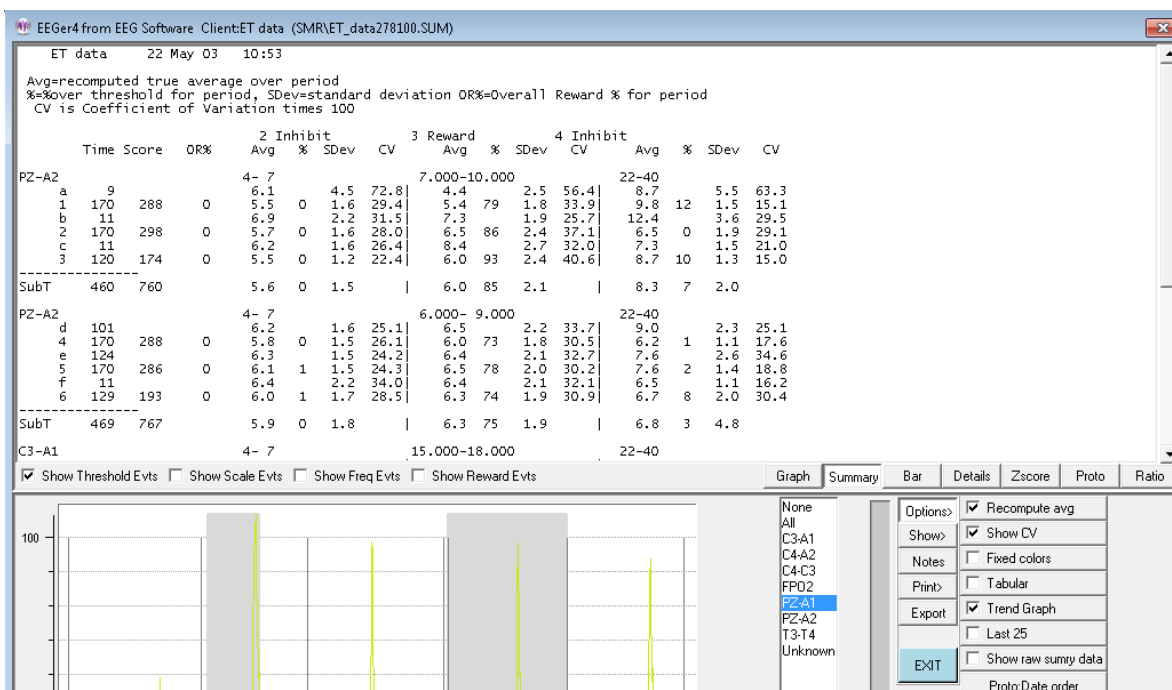 EEGer4 from EEG Software Client:ET data (SMR\ET_data278100.SUM)
ET data 22 May 03 10:53
Avg=recomputed true average over period
%=%over threshold for period, SDev=standard deviation OR%=Overall Reward % for period
CV is Coefficient of Variation times 100
2 Inhibit 3 Reward 4 Inhibit
Time Score OR% Avg % SDev CV Avg % SDev CV Avg % SDev CV
PZ-A2 4- 7 7.000-10.000 22-40
a 9 6.1 4.5 72.8| 4.4 2.5 56.4| 8.7 5.5 63.3
1 170 288 0 5.5 0 1.6 29.4| 5.4 79 1.8 33.9| 9.8 12 1.5 15.1
b 11 6.9 2.2 31.5| 7.3 1.9 25.7| 12.4 3.6 29.5
2 170 298 0 5.7 0 1.6 28.0| 6.5 86 2.4 37.1| 6.5 0 1.9 29.1
c 11 6.2 1.6 26.4| 8.4 2.7 32.0| 7.3 1.5 21.0
3 120 174 0 5.5 0 1.2 22.4| 6.0 93 2.4 40.6| 8.7 10 1.3 15.0
----------------
SubT 460 760 5.6 0 1.5 | 6.0 85 2.1 | 8.3 7 2.0
PZ-A2 4- 7 6.000- 9.000 22-40
d 101 6.2 1.6 25.1| 6.5 2.2 33.7| 9.0 2.3 25.1
4 170 288 0 5.8 0 1.5 26.1| 6.0 73 1.8 30.5| 6.2 1 1.1 17.6
e 124 6.3 1.5 24.2| 6.4 2.1 32.7| 7.6 2.6 34.6
5 170 286 0 6.1 1 1.5 24.3| 6.5 78 2.0 30.2| 7.6 2 1.4 18.8
f 11 6.4 2.2 34.0| 6.4 2.1 32.1| 6.5 1.1 16.2
6 129 193 0 6.0 1 1.7 28.5| 6.3 74 1.9 30.9| 6.7 8 2.0 30.4
----------------
SubT 469 767 5.9 0 1.8 | 6.3 75 1.9 | 6.8 3 4.8
C3-A1 4- 7 15.000-18.000 22-40
Show Threshold Evts Show Scale Evts Show Freq Evts Show Reward Evts Graph Summary Bar Details Zscore Proto Ratio
100
None
All
C3-A1
C4-A2
C4-C3
FPO2
PZ-A1
PZ-A2
T3-T4
Unknown
Options>
Show>
Notes
Print>
Export
EXIT
Recompute avg
Show CV
Fixed colors
Tabular
Trend Graph
Last 25
Show raw sumry data
Proto:Date order